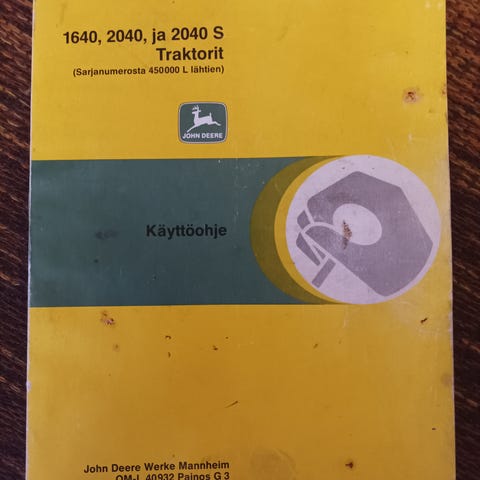 1640, 2040, ja 2040 S
Traktorit
(Sarjanumerosta 450000 L lähtien)
JOHN DEERE
Käyttöohje
John Deere Werke Mannheim
OM-L 40932 Painos G 3